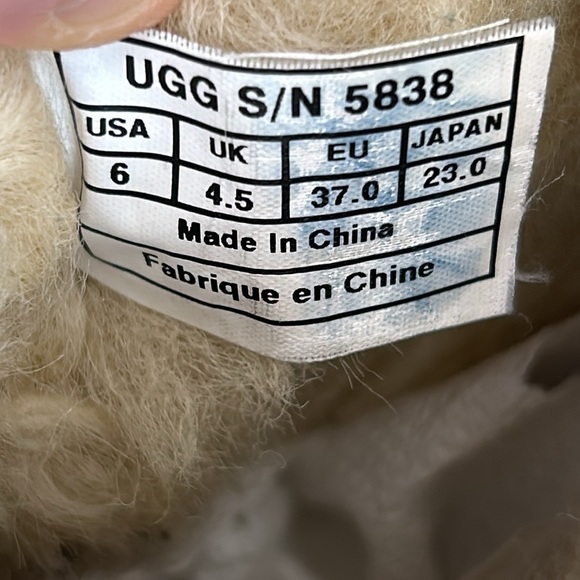 UGG S/N 5838
USA UK EU JAPAN
6 4.5 37.0 23.0
Made In China
Fabrique en Chine